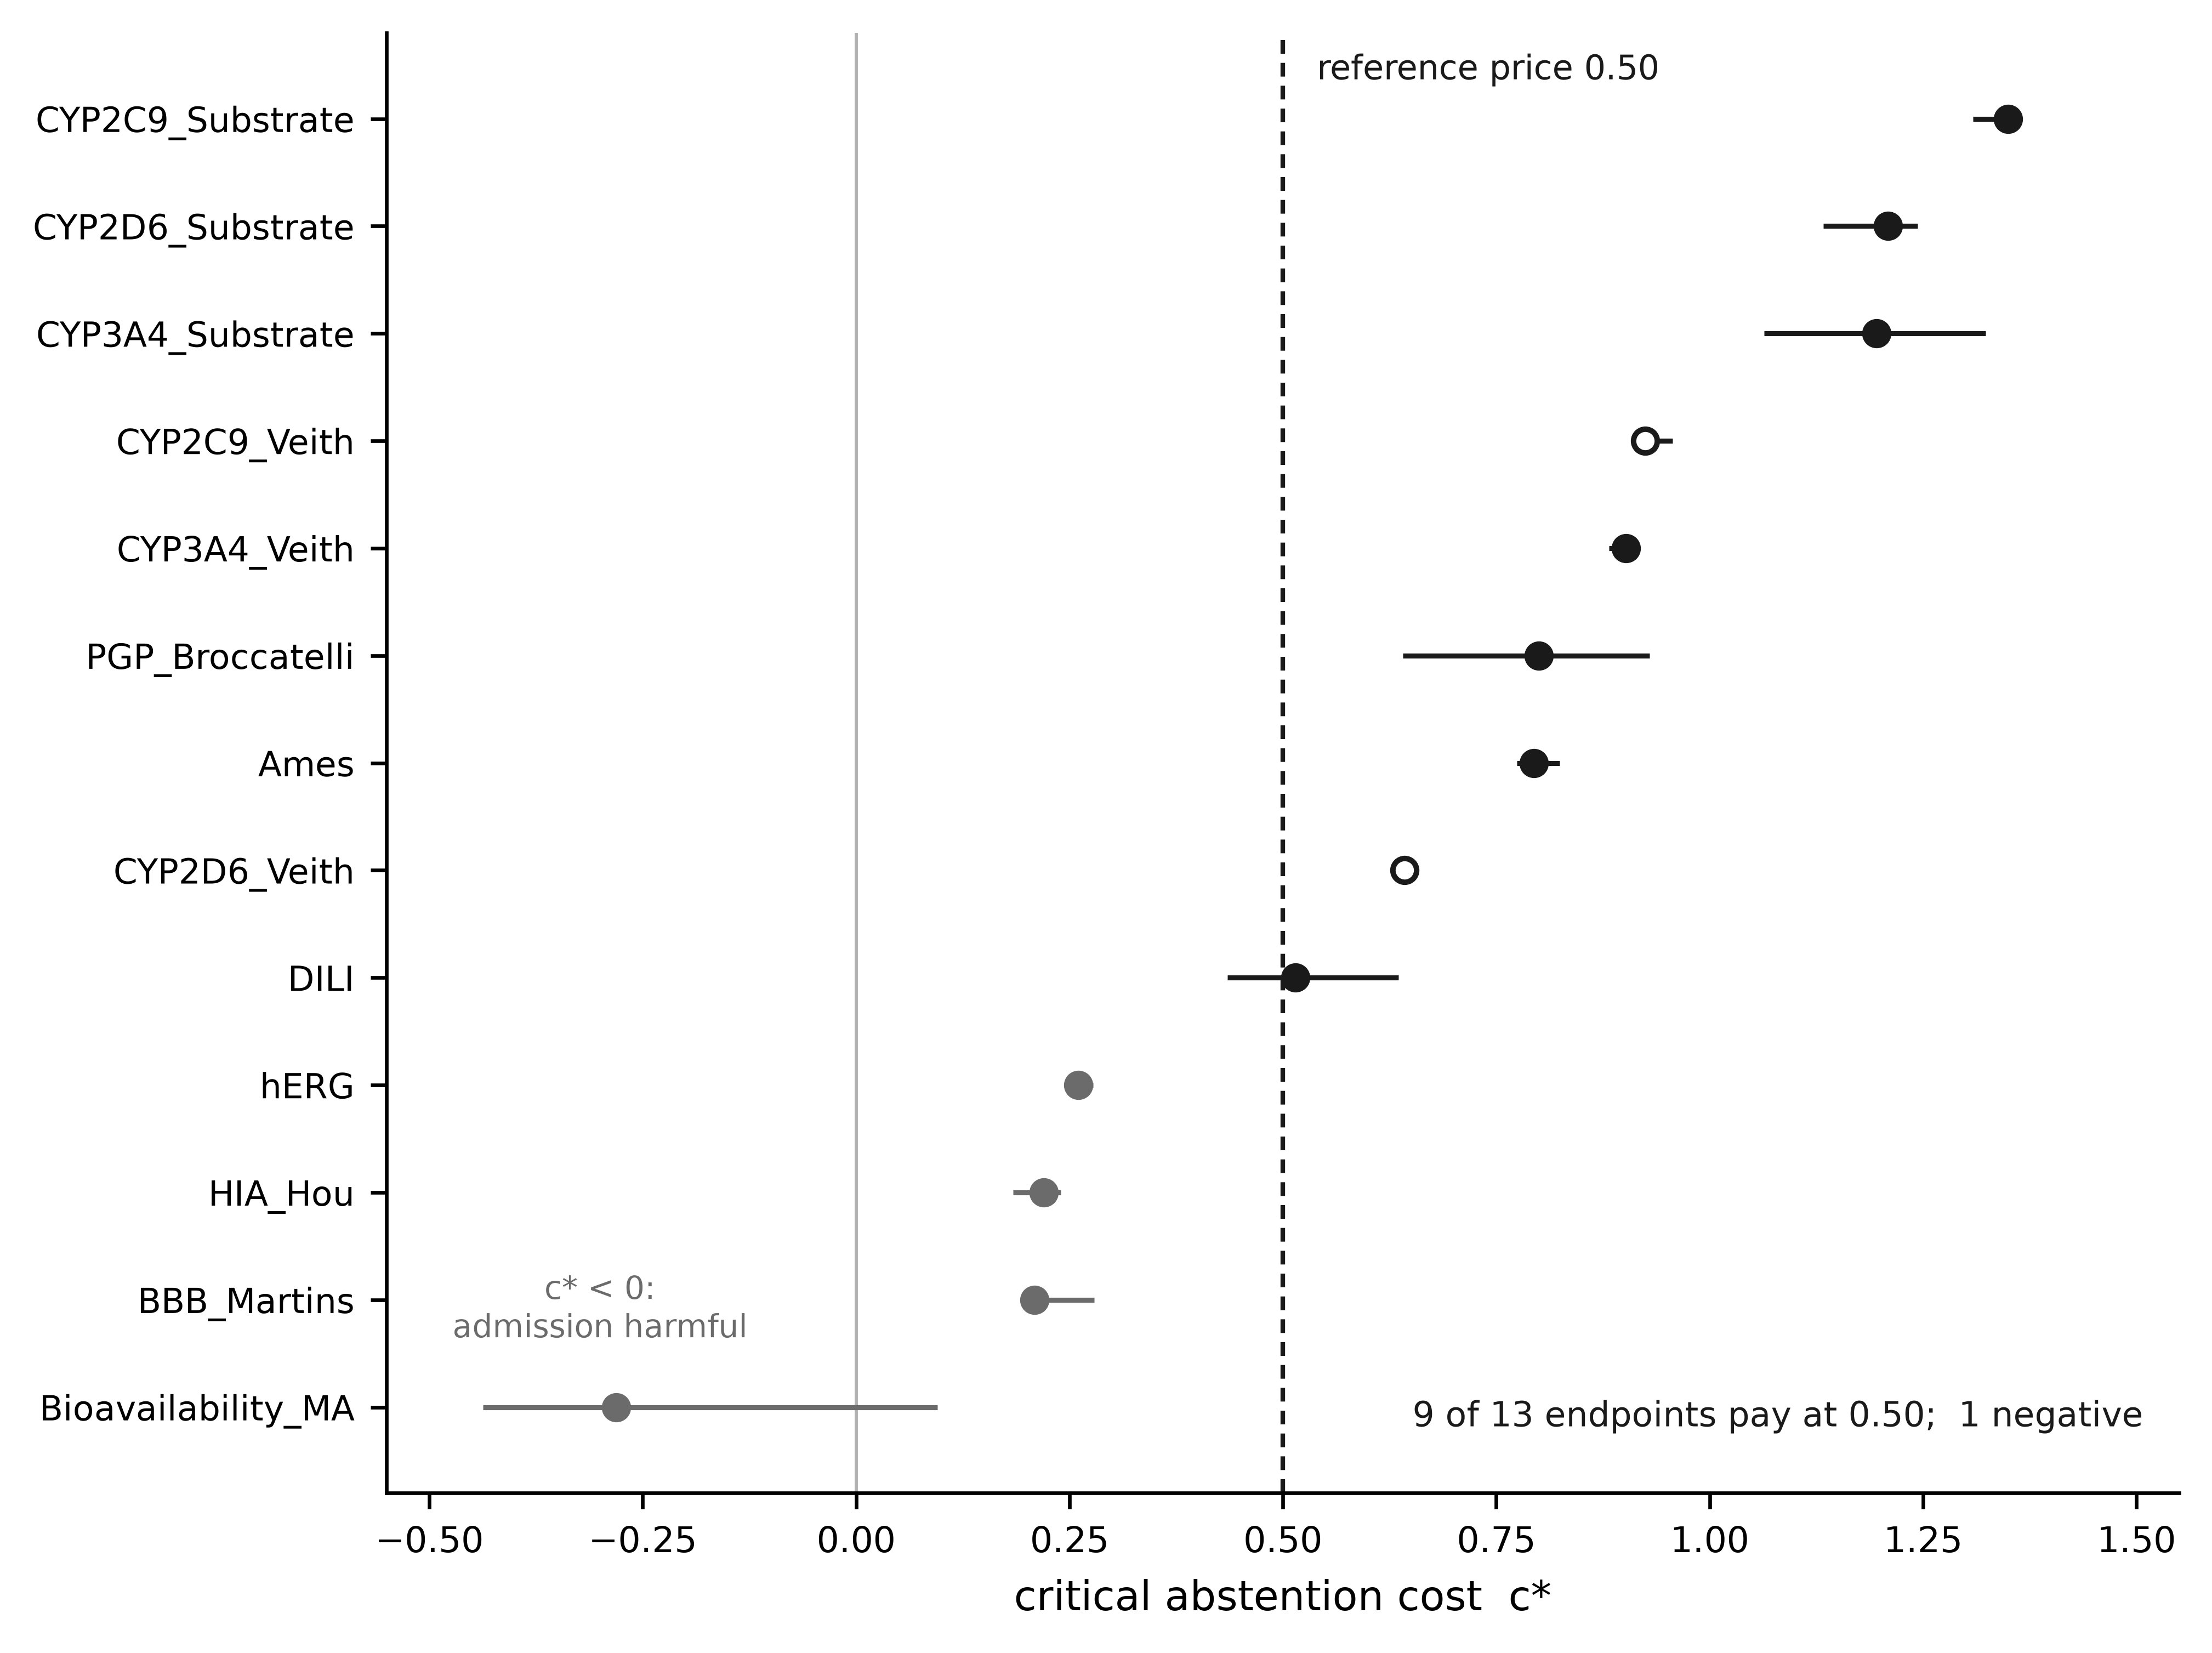 reference price 0.50
CYP2C9_Substrate
CYP2D6_Substrate
CYP3A4_Substrate
CYP2C9_Veith
CYP3A4_Veith
PGP_Broccatelli
Ames
CYP2D6_Veith
DILI
hERG
HIA_Hou
BBB_Martins
c* < 0:
admission harmful
Bioavailability_MA
9 of 13 endpoints pay at 0.50;  1 negative
−0.50 −0.25 0.00 0.25 0.50 0.75 1.00 1.25 1.50
critical abstention cost  c*